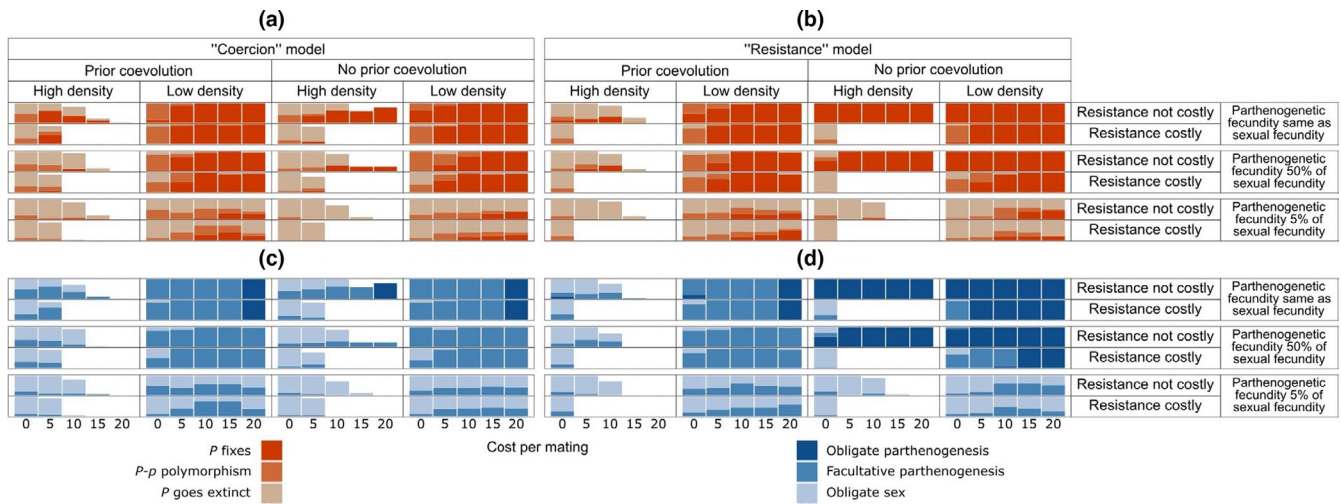 (a) (b)
"Coercion" model "Resistance" model
Prior coevolution No prior coevolution Prior coevolution No prior coevolution
High density Low density High density Low density High density Low density High density Low density
Resistance not costly
Resistance costly
Parthenogenetic
fecundity same as
sexual fecundity
Resistance not costly
Resistance costly
Parthenogenetic
fecundity 50% of
sexual fecundity
Resistance not costly
Resistance costly
Parthenogenetic
fecundity 5% of
sexual fecundity
(c) (d)
Resistance not costly
Resistance costly
Parthenogenetic
fecundity same as
sexual fecundity
Resistance not costly
Resistance costly
Parthenogenetic
fecundity 50% of
sexual fecundity
Resistance not costly
Resistance costly
Parthenogenetic
fecundity 5% of
sexual fecundity
0 5 10 15 20 0 5 10 15 20 0 5 10 15 20 0 5 10 15 20 0 5 10 15 20 0 5 10 15 20 0 5 10 15 20 0 5 10 15 20
Cost per mating
P fixes
P-p polymorphism
P goes extinct
Obligate parthenogenesis
Facultative parthenogenesis
Obligate sex